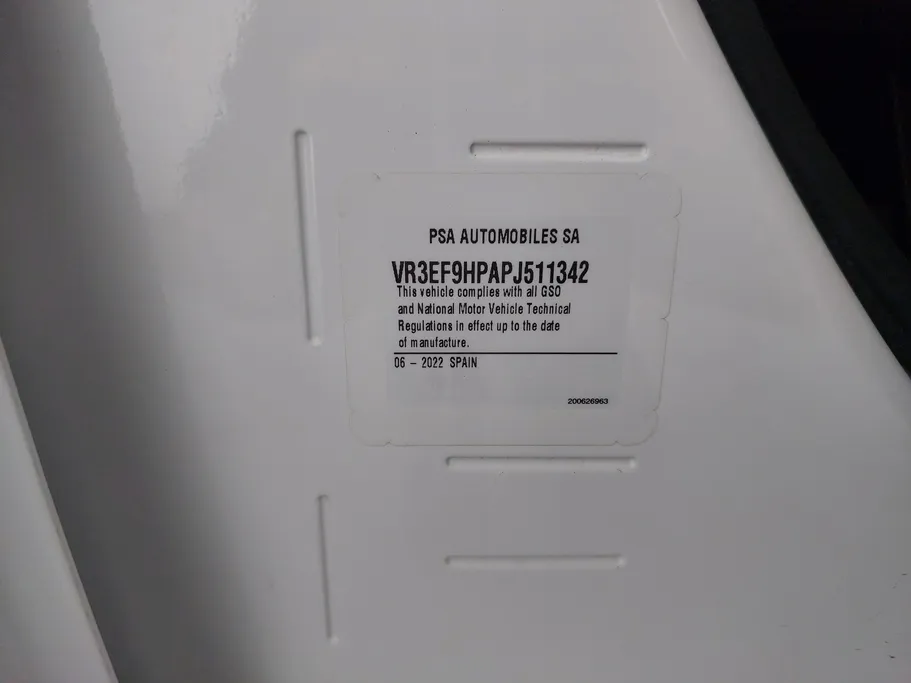 PSA AUTOMOBILES SA
VR3EF9HPAPJ511342
This vehicle complies with all GSO
and National Motor Vehicle Technical
Regulations in effect up to the date
of manufacture.
06 – 2022 SPAIN
200626963